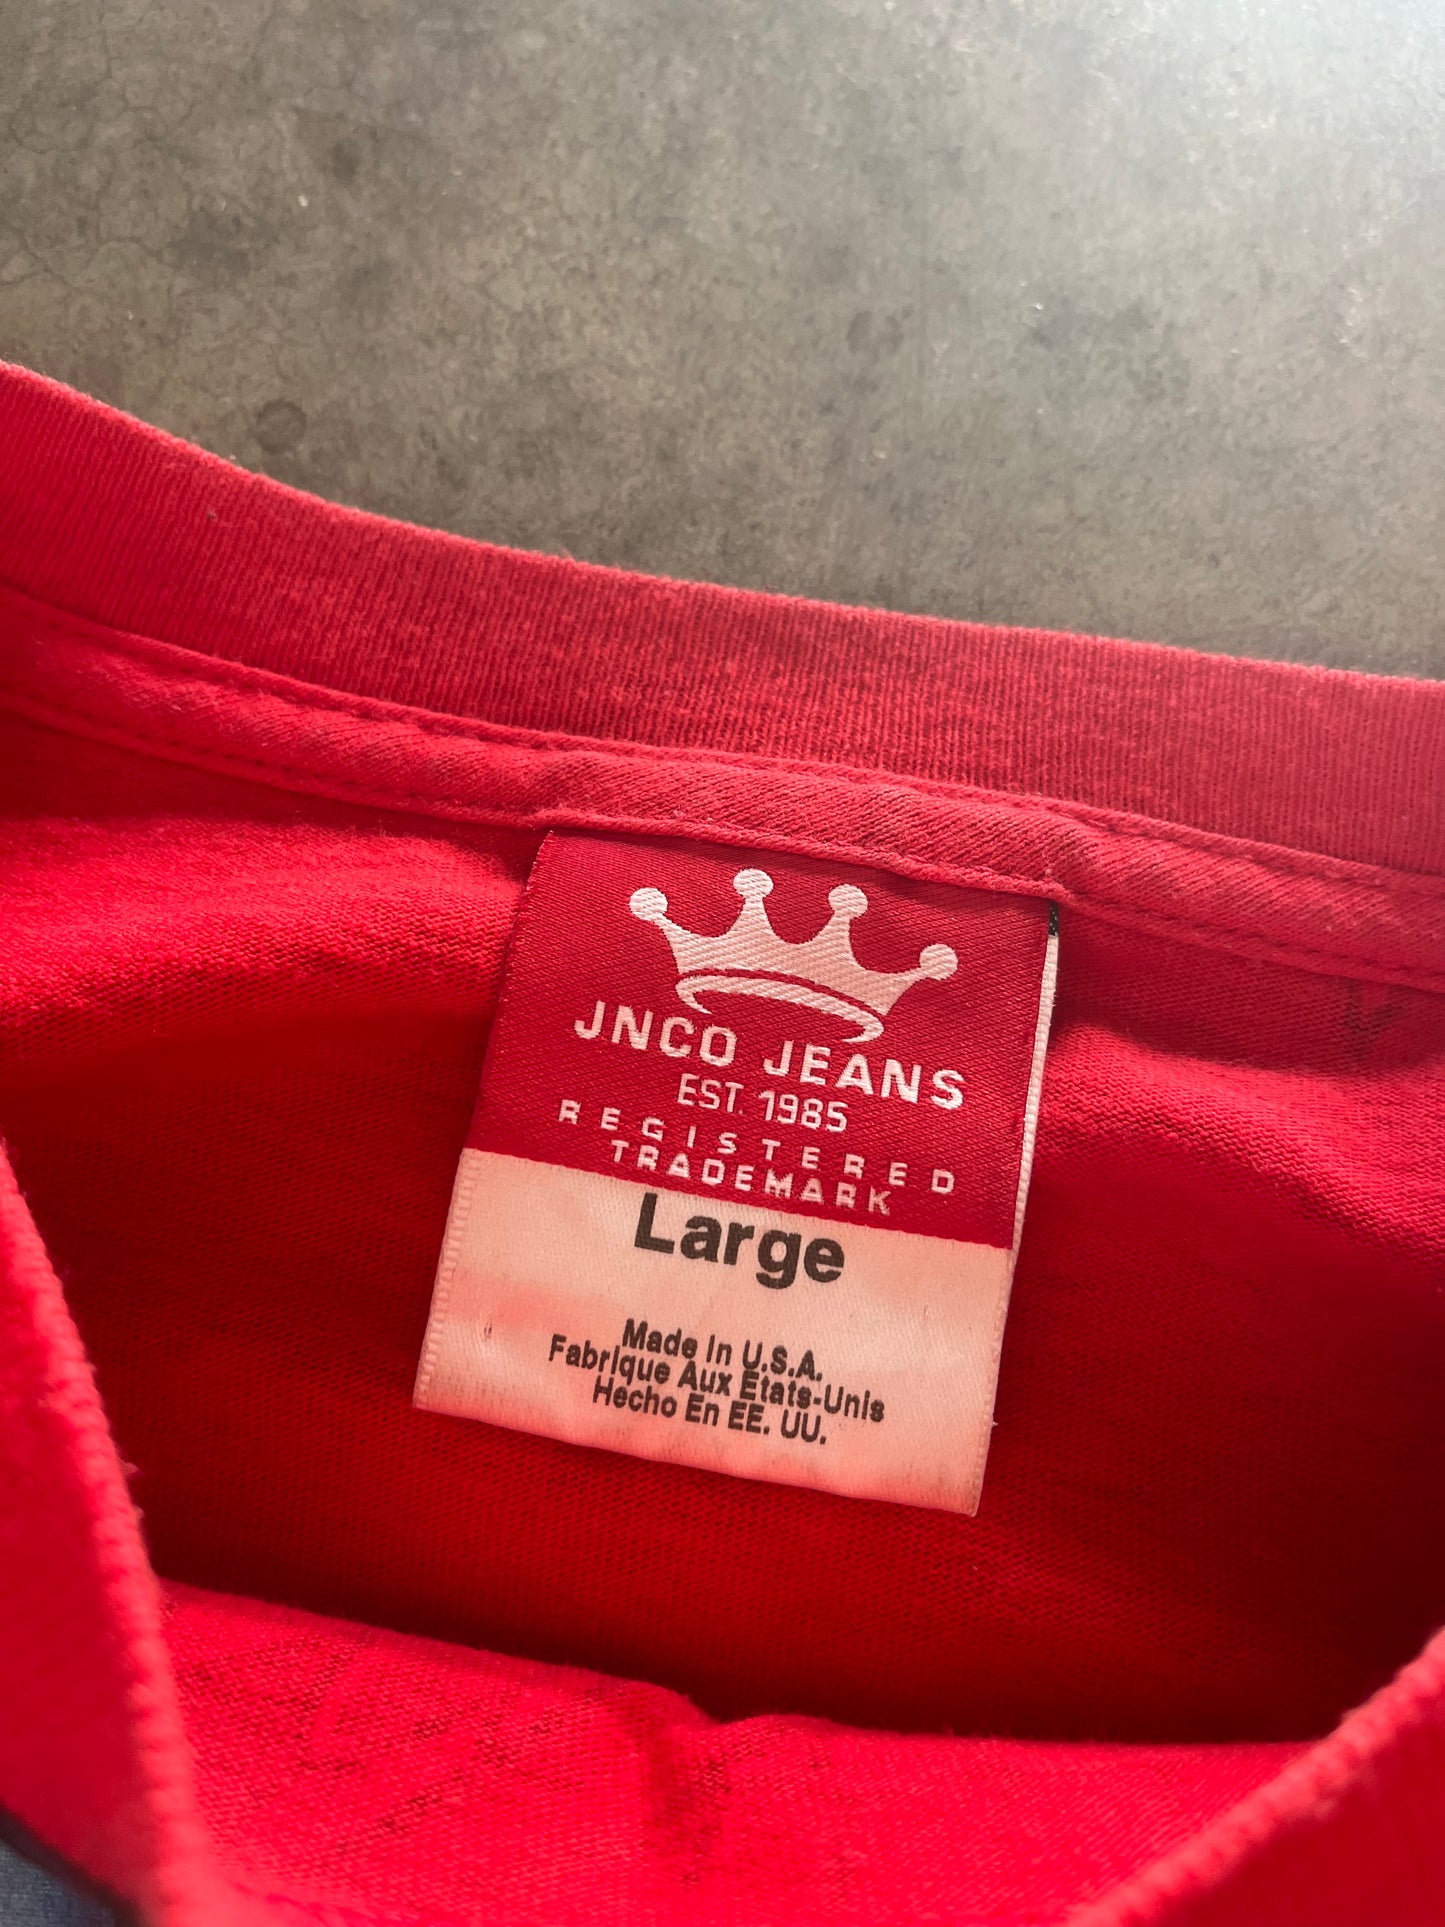 JNCO JEANS
EST. 1985
REGISTERED
TRADEMARK
Large
Made In U.S.A.
Fabrique Aux Etats-Unis
Hecho En EE. UU.